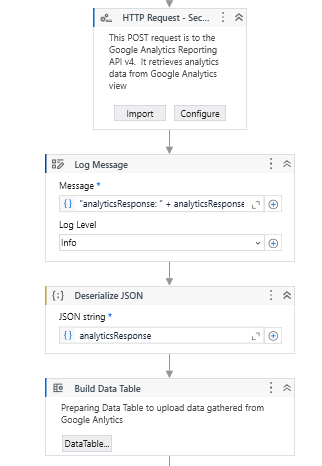 HTTP Request - Sec...
This POST request is to the
Google Analytics Reporting
API v4. It retrieves analytics
data from Google Analytics
view
Import
Configure
Log Message
Message *
"analyticsResponse: " + analyticsResponse
Log Level
Info
Deserialize JSON
JSON string *
analyticsResponse
Build Data Table
Preparing Data Table to upload data gathered from
Google Anlytics
DataTable...